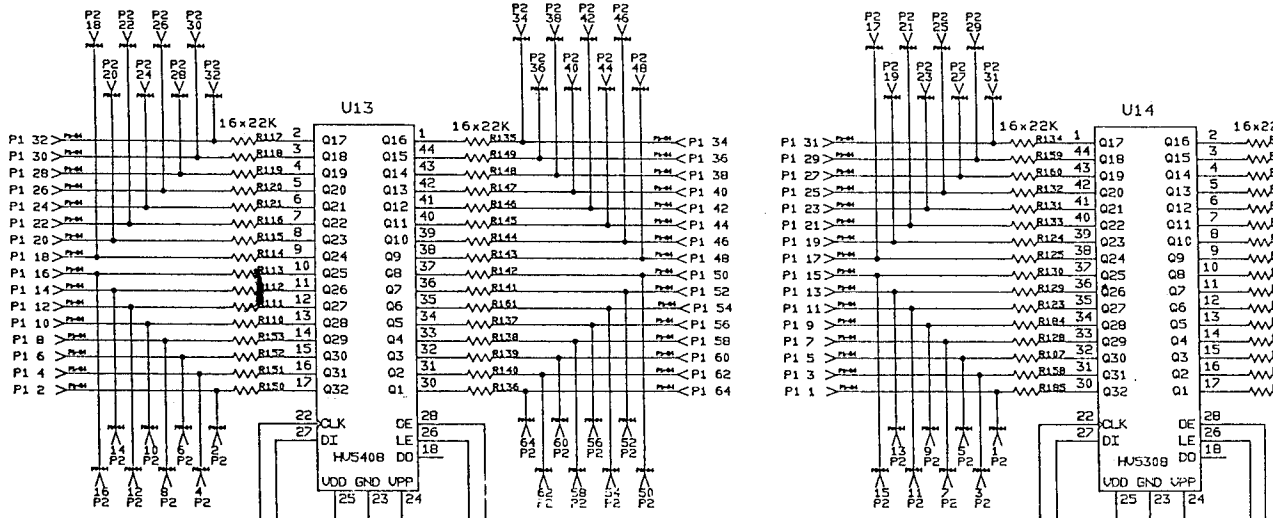 P2 18 P2 22 P2 26 P2 30 P2 34 P2 38 P2 42 P2 46 P2 17 P2 21 P2 25 P2 29
P2 20 P2 24 P2 28 P2 32 P2 36 P2 40 P2 44 P2 48 P2 19 P2 23 P2 27 P2 31
U13 U14
16x22K 16x22K 16x22K
P1 32 R117 2 Q17 Q16 1 R135 P1 34 P1 31 R134 1 Q17 Q16 2
P1 30 R118 3 Q18 Q15 44 R149 P1 36 P1 29 R159 44 Q18 Q15 3
P1 28 R119 4 Q19 Q14 43 R148 P1 38 P1 27 R160 43 Q19 Q14 4
P1 26 R120 5 Q20 Q13 42 R147 P1 40 P1 25 R132 42 Q20 Q13 5
P1 24 R121 6 Q21 Q12 41 R146 P1 42 P1 23 R131 41 Q21 Q12 6
P1 22 R116 7 Q22 Q11 40 R145 P1 44 P1 21 R133 40 Q22 Q11 7
P1 20 R115 8 Q23 Q10 39 R144 P1 46 P1 19 R124 39 Q23 Q10 8
P1 18 R114 9 Q24 Q9 38 R143 P1 48 P1 17 R125 38 Q24 Q9 9
P1 16 R113 10 Q25 Q8 37 R142 P1 50 P1 15 R130 37 Q25 Q8 10
P1 14 R112 11 Q26 Q7 36 R141 P1 52 P1 13 R129 36 Q26 Q7 11
P1 12 R111 12 Q27 Q6 35 R161 P1 54 P1 11 R123 35 Q27 Q6 12
P1 10 R110 13 Q28 Q5 34 R137 P1 56 P1 9 R184 34 Q28 Q5 13
P1 8 R153 14 Q29 Q4 33 R138 P1 58 P1 7 R128 33 Q29 Q4 14
P1 6 R152 15 Q30 Q3 32 R139 P1 60 P1 5 R107 32 Q30 Q3 15
P1 4 R151 16 Q31 Q2 31 R140 P1 62 P1 3 R158 31 Q31 Q2 16
P1 2 R150 17 Q32 Q1 30 R136 P1 64 P1 1 R185 30 Q32 Q1 17
22 CLK OE 28 22 CLK OE 28
27 DI LE 26 27 DI LE 26
14 P2 10 P2 6 P2 2 P2 HV5408 DO 18 64 P2 60 P2 56 P2 52 P2 13 P2 9 P2 5 P2 1 P2 HV5308 DO 18
VDD GND VPP VDD GND VPP
16 P2 12 P2 8 P2 4 P2 25 23 24 62 P2 58 P2 54 P2 50 P2 15 P2 11 P2 7 P2 3 P2 25 23 24